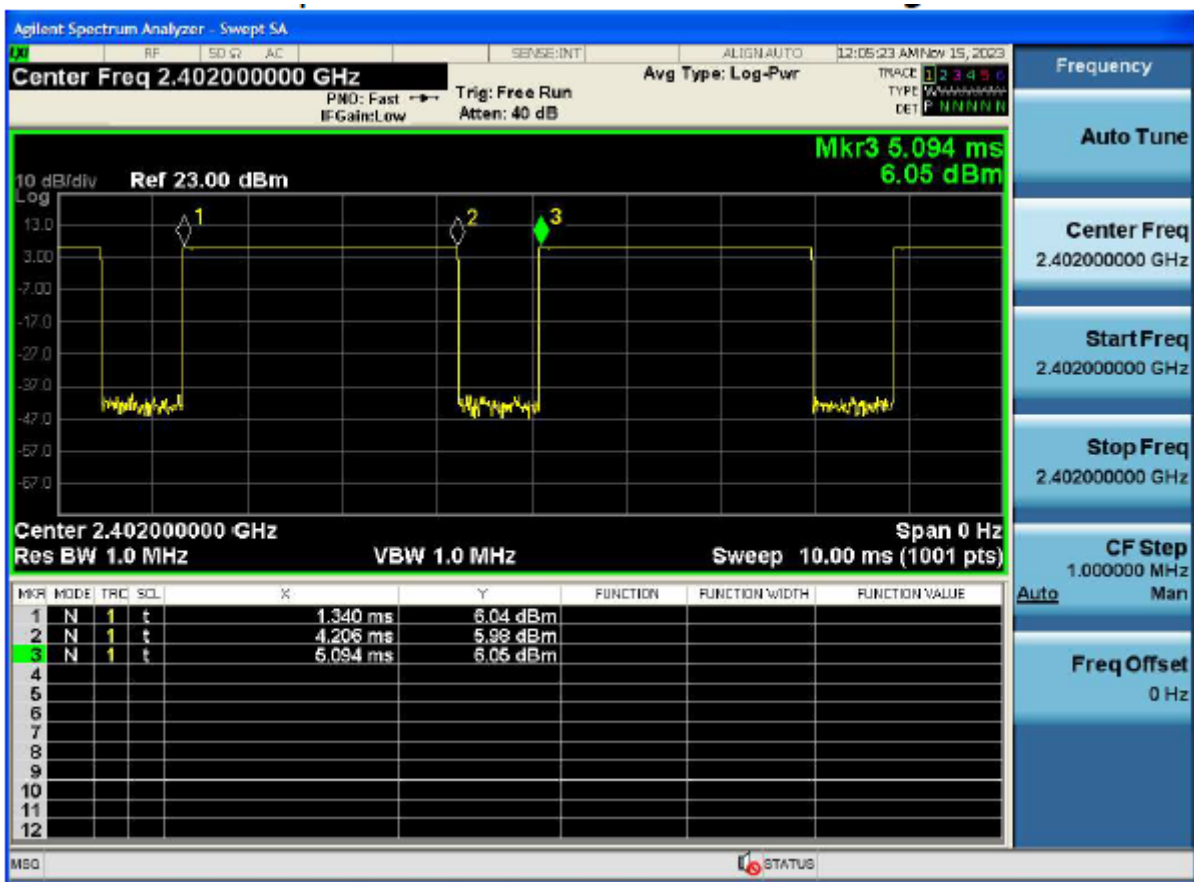 Agilent Spectrum Analyzer - Swept SA
LXI RF 50 Ω AC SENSE:INT ALIGNAUTO 12:05:23 AM Nov 15, 2023
Center Freq 2.402000000 GHz
PNO: Fast
IFGain:Low
Trig: Free Run
Atten: 40 dB
Avg Type: Log-Pwr
TRACE 1 2 3 4 5 6
TYPE
DET P N N N N N
Mkr3 5.094 ms
6.05 dBm
10 dB/div Ref 23.00 dBm
Log
13.0
3.00
-7.00
-17.0
-27.0
-37.0
-47.0
-57.0
-67.0
1
2
3
Center 2.402000000 GHz Span 0 Hz
Res BW 1.0 MHz VBW 1.0 MHz Sweep 10.00 ms (1001 pts)
MKR MODE TRC SCL X Y FUNCTION FUNCTION WIDTH FUNCTION VALUE
1 N 1 t 1.340 ms 6.04 dBm
2 N 1 t 4.206 ms 5.98 dBm
3 N 1 t 5.094 ms 6.05 dBm
4
5
6
7
8
9
10
11
12
MSG STATUS
Frequency
Auto Tune
Center Freq
2.402000000 GHz
Start Freq
2.402000000 GHz
Stop Freq
2.402000000 GHz
CF Step
1.000000 MHz
Auto Man
Freq Offset
0 Hz